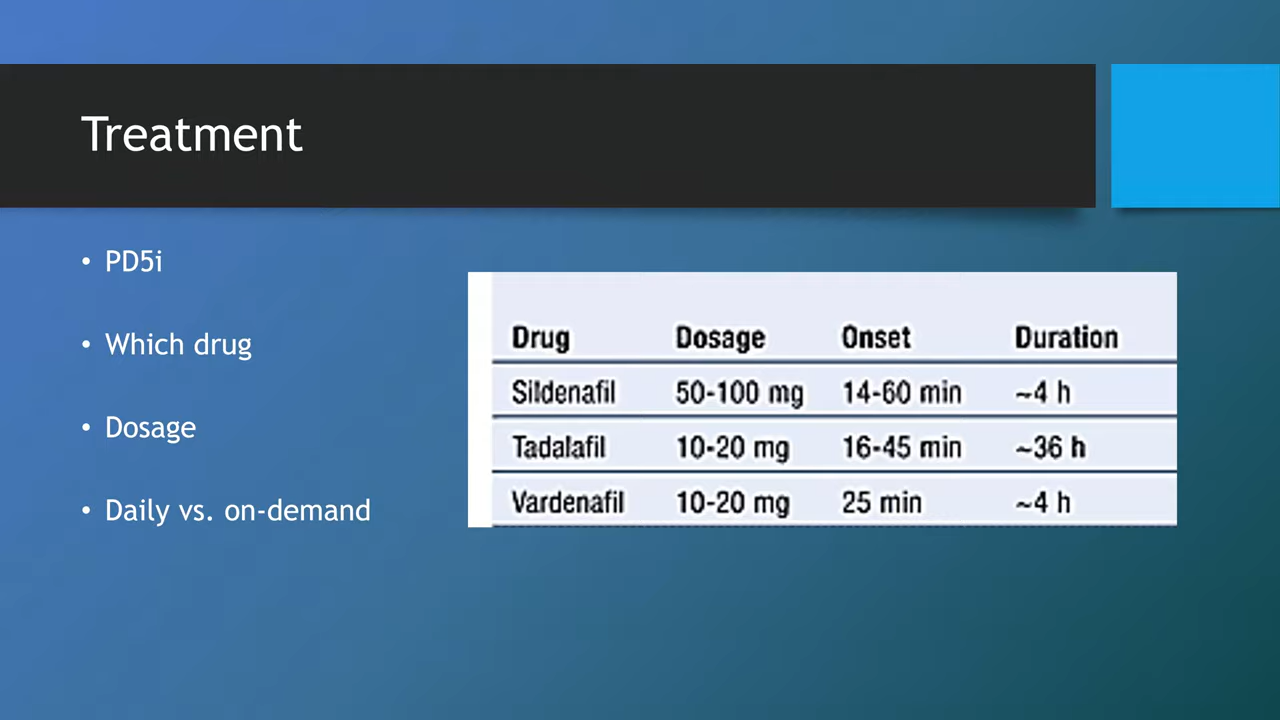 Treatment
• PD5i
• Which drug
• Dosage
• Daily vs. on-demand
Drug Dosage Onset Duration
Sildenafil 50-100 mg 14-60 min ~4 h
Tadalafil 10-20 mg 16-45 min ~36 h
Vardenafil 10-20 mg 25 min ~4 h